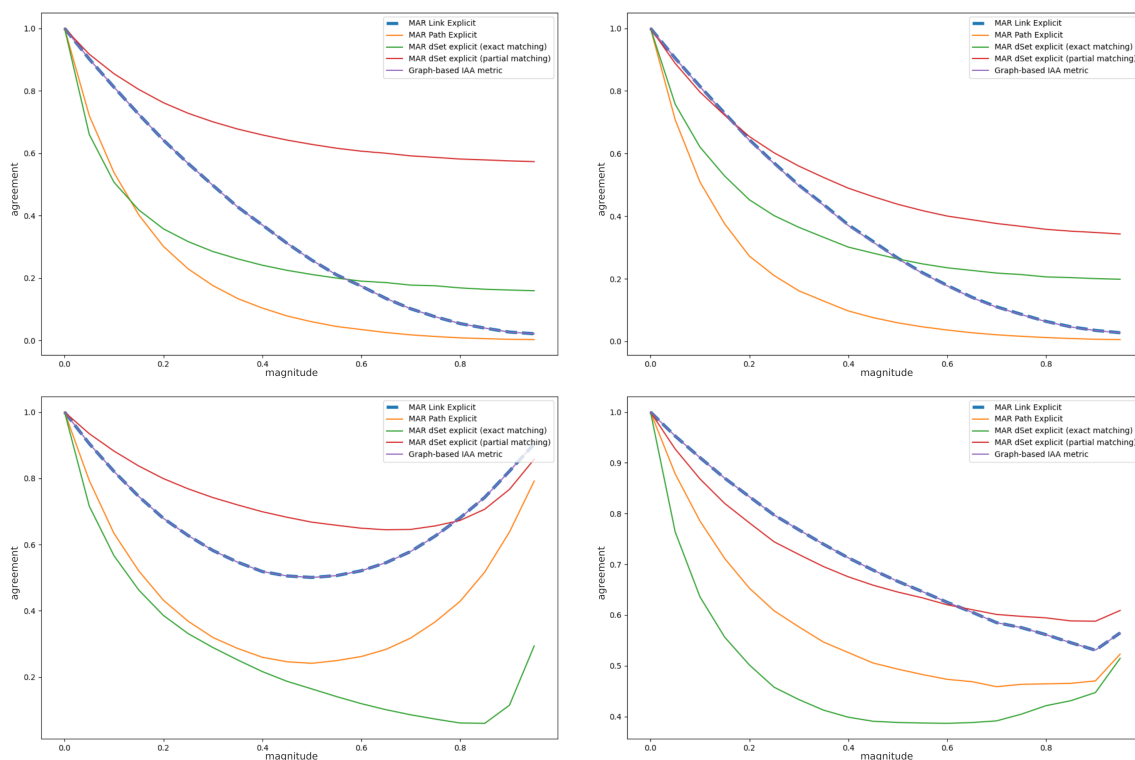 MAR Link Explicit
MAR Path Explicit
MAR dSet explicit (exact matching)
MAR dSet explicit (partial matching)
Graph-based IAA metric
1.0
0.8
0.6
0.4
0.2
0.0
agreement
0.0 0.2 0.4 0.6 0.8
magnitude
MAR Link Explicit
MAR Path Explicit
MAR dSet explicit (exact matching)
MAR dSet explicit (partial matching)
Graph-based IAA metric
1.0
0.8
0.6
0.4
0.2
0.0
agreement
0.0 0.2 0.4 0.6 0.8
magnitude
MAR Link Explicit
MAR Path Explicit
MAR dSet explicit (exact matching)
MAR dSet explicit (partial matching)
Graph-based IAA metric
1.0
0.8
0.6
0.4
0.2
agreement
0.0 0.2 0.4 0.6 0.8
magnitude
MAR Link Explicit
MAR Path Explicit
MAR dSet explicit (exact matching)
MAR dSet explicit (partial matching)
Graph-based IAA metric
1.0
0.9
0.8
0.7
0.6
0.5
0.4
agreement
0.0 0.2 0.4 0.6 0.8
magnitude